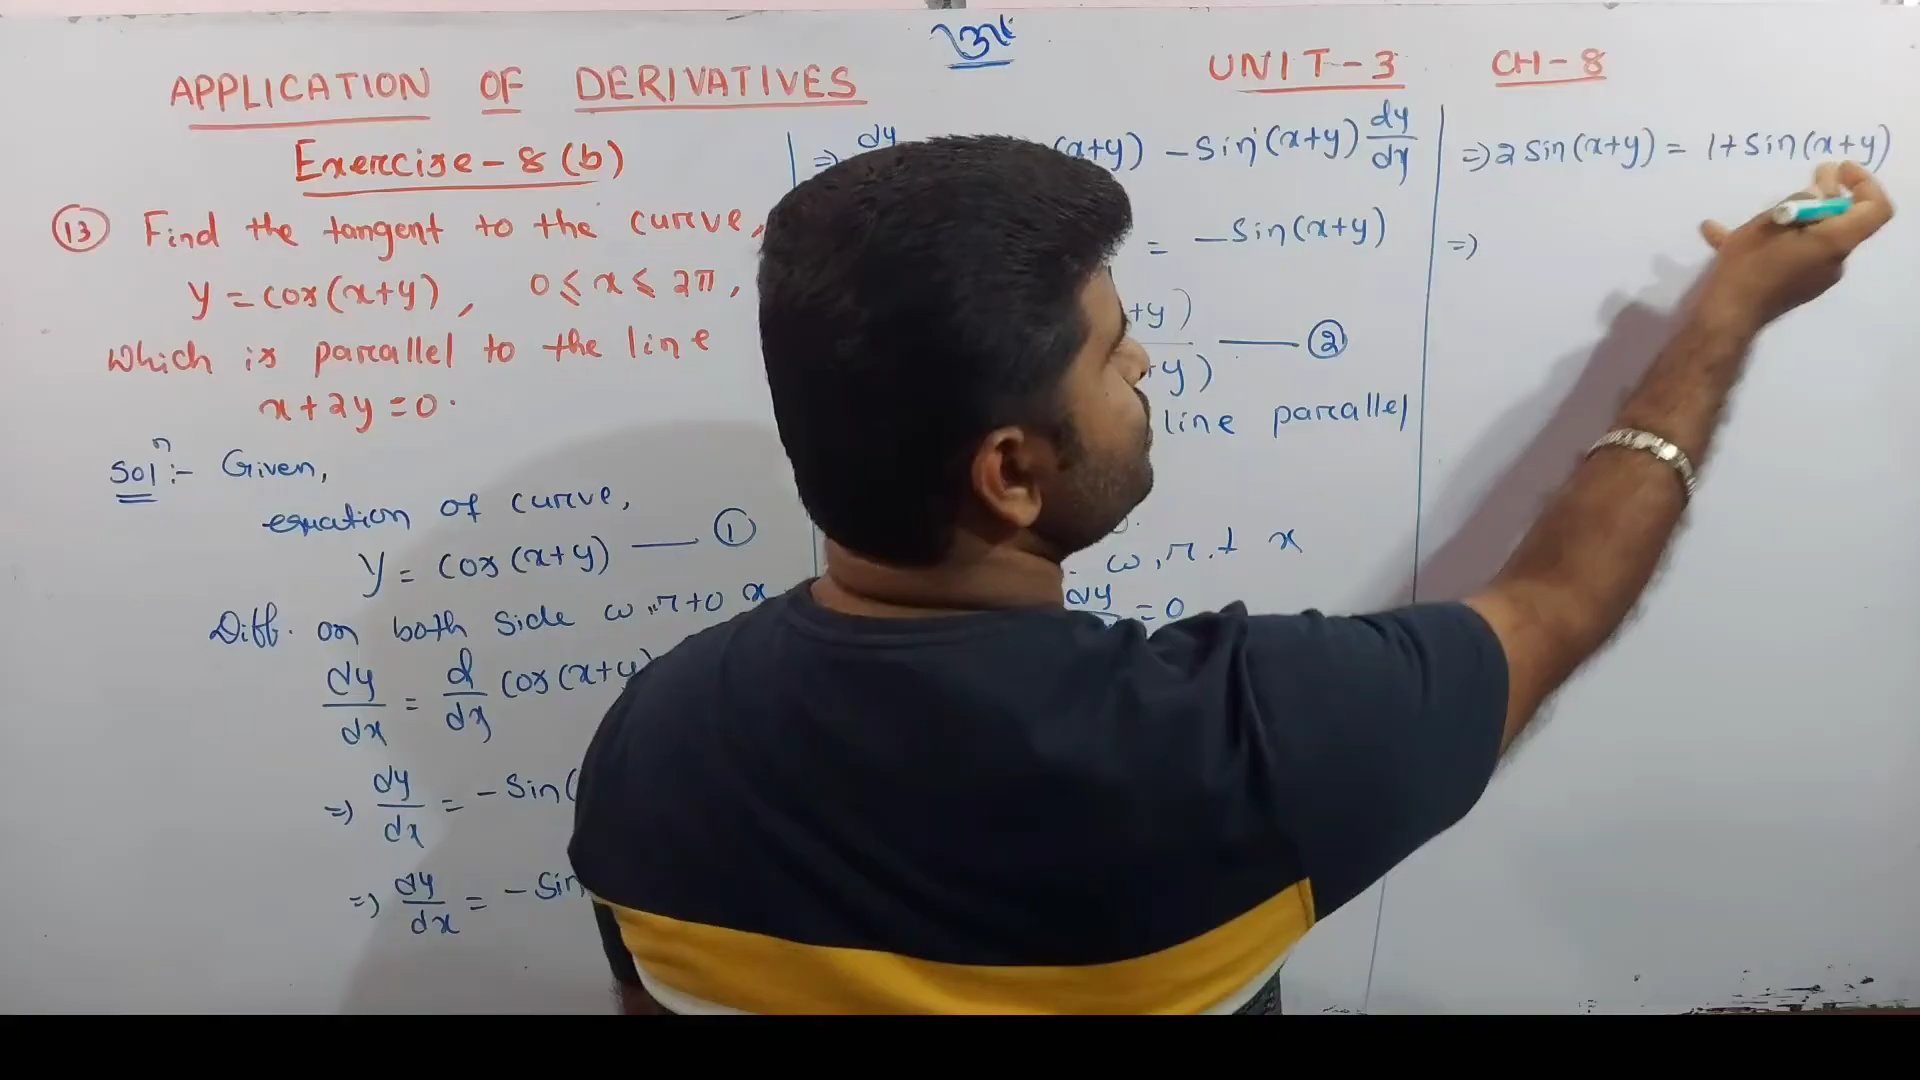 APPLICATION OF DERIVATIVES
UNIT-3 CH-8
Exercise-8(b)
(13) Find the tangent to the curve,
y = cos(x+y), 0 ≤ x ≤ 2π,
which is parallel to the line
x+2y=0.
Solⁿ:- Given,
equation of curve,
y = cos(x+y) — (1)
Diff. on both side w.r.to x
dy/dx = d/dx cos(x+y)
=> dy/dx = -sin(
=> dy/dx = -sin
=> dy
(x+y) - sin(x+y) dy/dx
= -sin(x+y)
+y)
+y) — (2)
line parallel
w.r.t x
dy
=0
=> 2 sin(x+y) = 1+sin(x+y)
=>